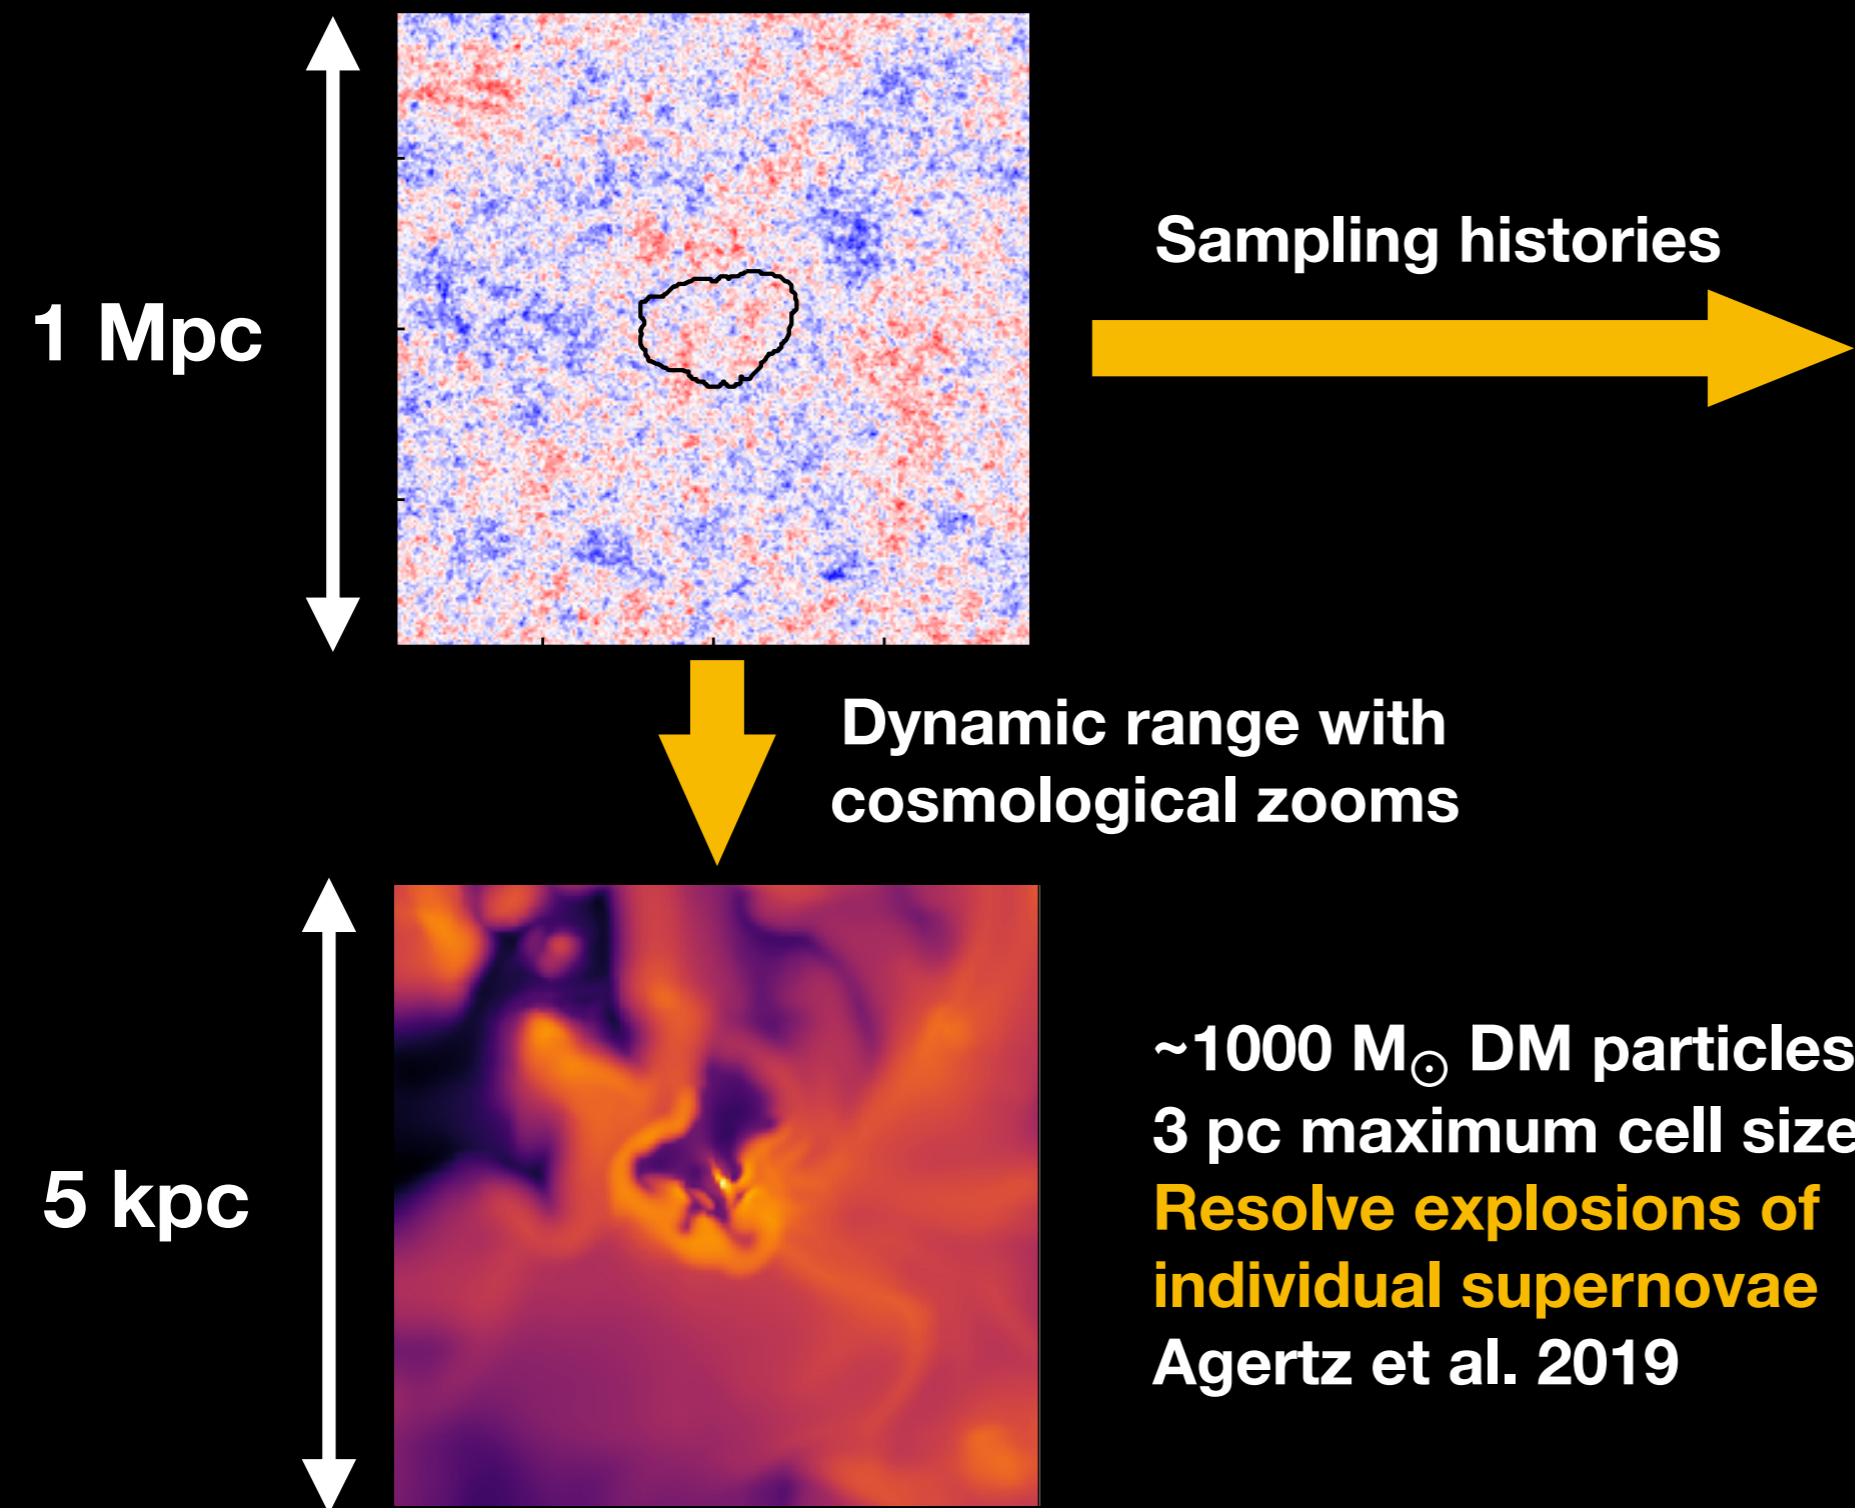 1 Mpc
Sampling histories
Dynamic range with
cosmological zooms
5 kpc
~1000 M☉ DM particles
3 pc maximum cell size
Resolve explosions of
individual supernovae
Agertz et al. 2019